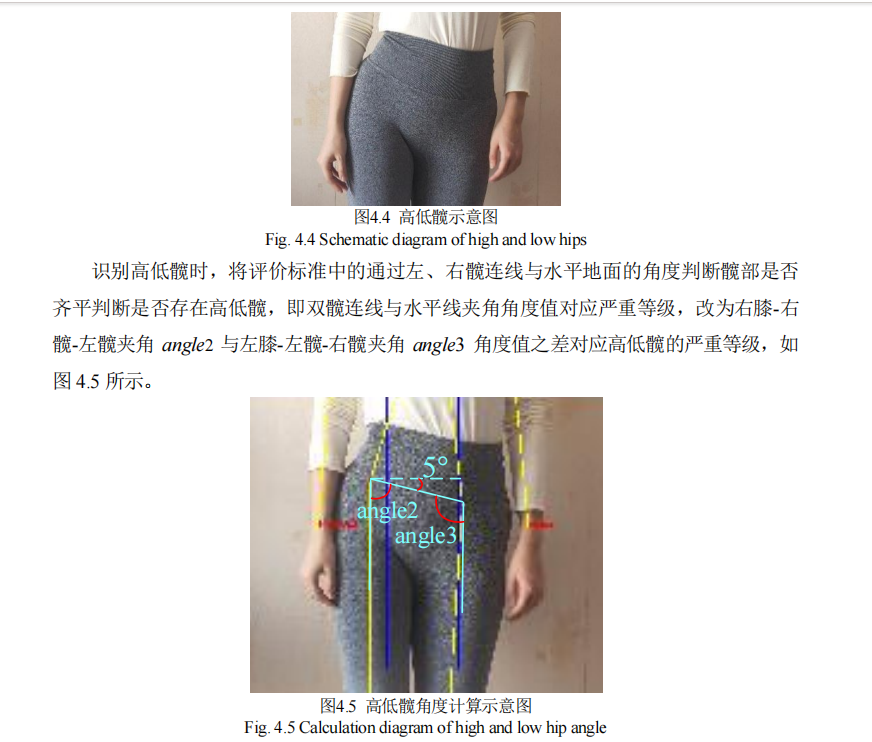 图4.4 高低髋示意图
Fig. 4.4 Schematic diagram of high and low hips
识别高低髋时，将评价标准中的通过左、右髋连线与水平地面的角度判断髋部是否
齐平判断是否存在高低髋，即双髋连线与水平线夹角角度值对应严重等级，改为右膝-右
髋-左髋夹角 angle2 与左膝-左髋-右髋夹角 angle3 角度值之差对应高低髋的严重等级，如
图 4.5 所示。
5°
angle2
angle3
图4.5 高低髋角度计算示意图
Fig. 4.5 Calculation diagram of high and low hip angle